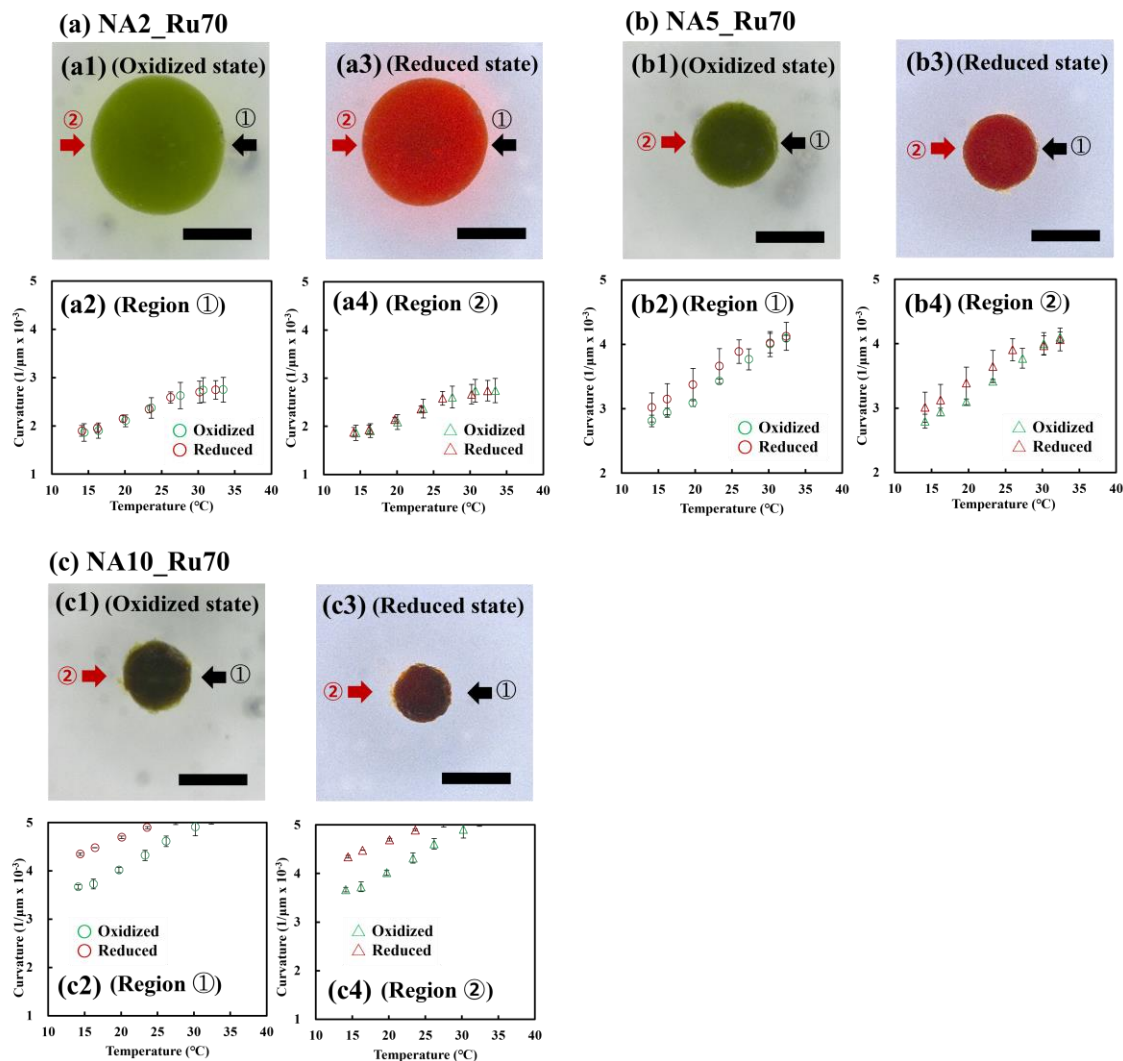 (a) NA2_Ru70
(a1) (Oxidized state)
②
①
(a3) (Reduced state)
②
①
(a2) (Region ①)
Curvature (1/μm x 10-3)
5
4
3
2
1
Oxidized
Reduced
10 15 20 25 30 35 40
Temperature (℃)
(a4) (Region ②)
Curvature (1/μm x 10-3)
5
4
3
2
1
Oxidized
Reduced
10 15 20 25 30 35 40
Temperature (℃)
(b) NA5_Ru70
(b1) (Oxidized state)
②
①
(b3) (Reduced state)
②
①
(b2) (Region ①)
Curvature (1/μm x 10-3)
5
4
3
2
Oxidized
Reduced
10 15 20 25 30 35 40
Temperature (℃)
(b4) (Region ②)
Curvature (1/μm x 10-3)
5
4
3
2
Oxidized
Reduced
10 15 20 25 30 35 40
Temperature (℃)
(c) NA10_Ru70
(c1) (Oxidized state)
②
①
(c3) (Reduced state)
②
①
Curvature (1/μm x 10-3)
5
4
3
2
1
Oxidized
Reduced
(c2) (Region ①)
10 15 20 25 30 35 40
Temperature (℃)
Curvature (1/μm x 10-3)
5
4
3
2
1
Oxidized
Reduced
(c4) (Region ②)
10 15 20 25 30 35 40
Temperature (℃)